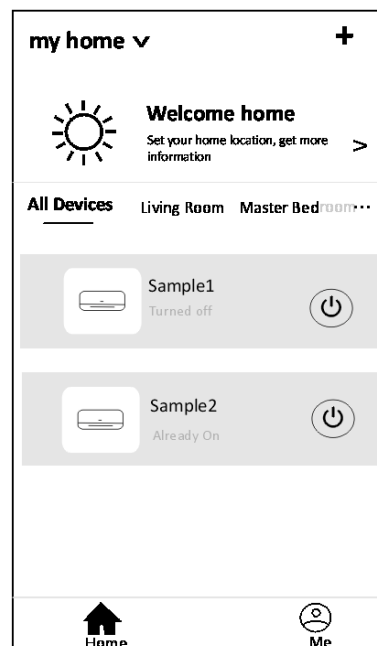 my home
+
Welcome home
Set your home location, get more
information
>
All Devices Living Room Master Bedroom ...
Sample1
Turned off
Sample2
Already On
Home Me